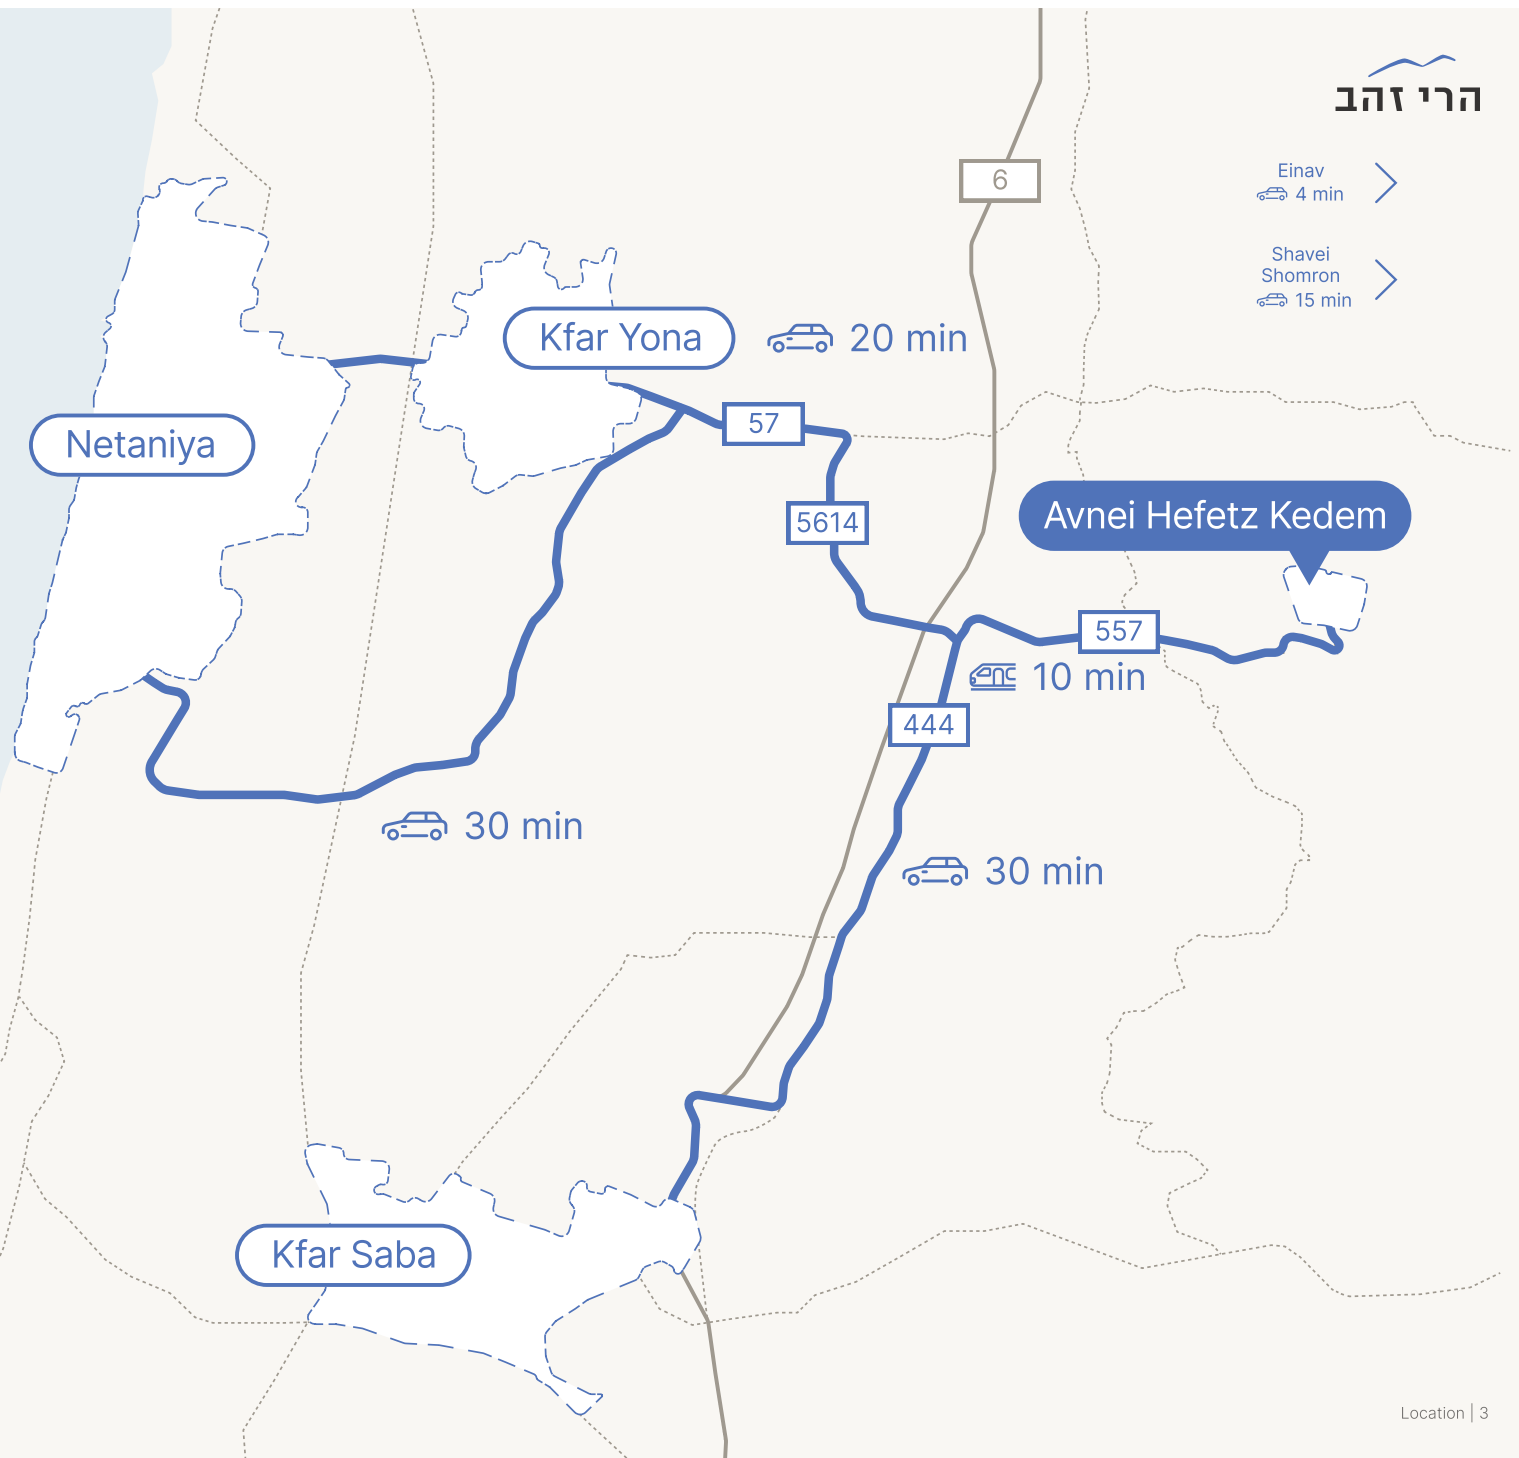 הרי זהב
6
Einav
4 min
Shavei
Shomron
15 min
Kfar Yona
20 min
57
Netaniya
5614
Avnei Hefetz Kedem
557
10 min
444
30 min
30 min
Kfar Saba
Location | 3